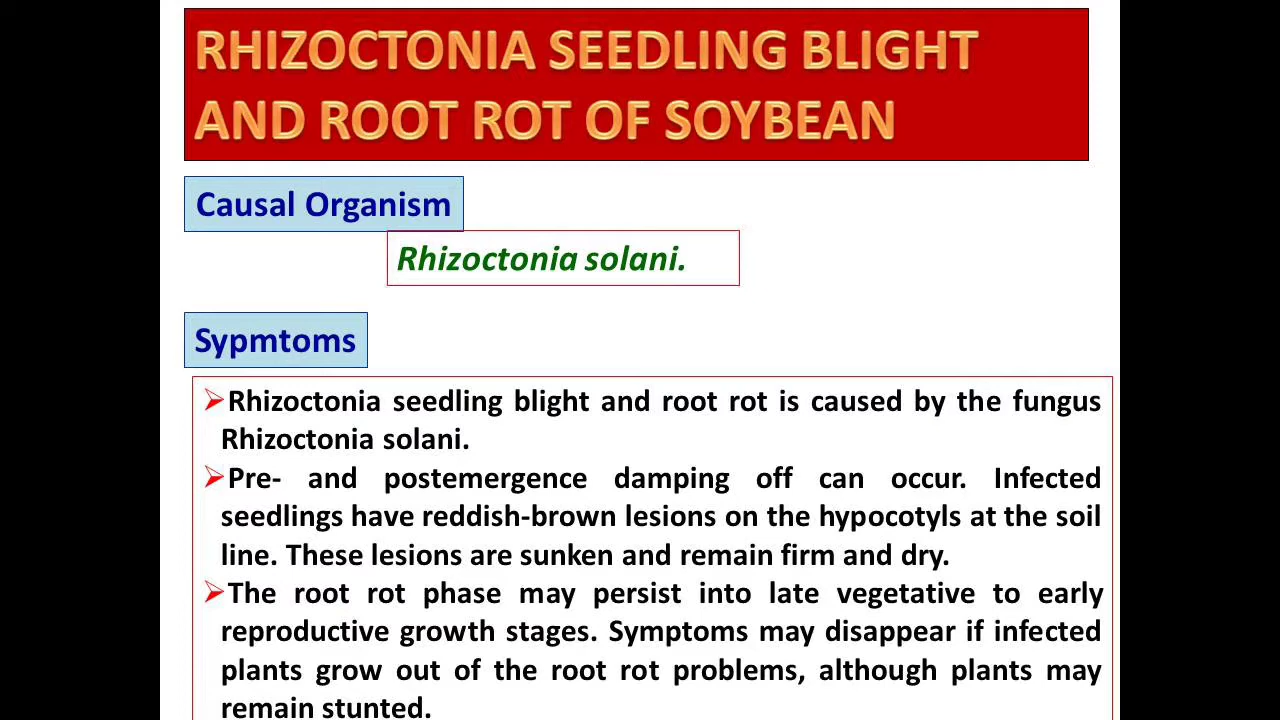 RHIZOCTONIA SEEDLING BLIGHT
AND ROOT ROT OF SOYBEAN
Causal Organism
Rhizoctonia solani.
Sypmtoms
➢Rhizoctonia seedling blight and root rot is caused by the fungus
Rhizoctonia solani.
➢Pre- and postemergence damping off can occur. Infected
seedlings have reddish-brown lesions on the hypocotyls at the soil
line. These lesions are sunken and remain firm and dry.
➢The root rot phase may persist into late vegetative to early
reproductive growth stages. Symptoms may disappear if infected
plants grow out of the root rot problems, although plants may
remain stunted.